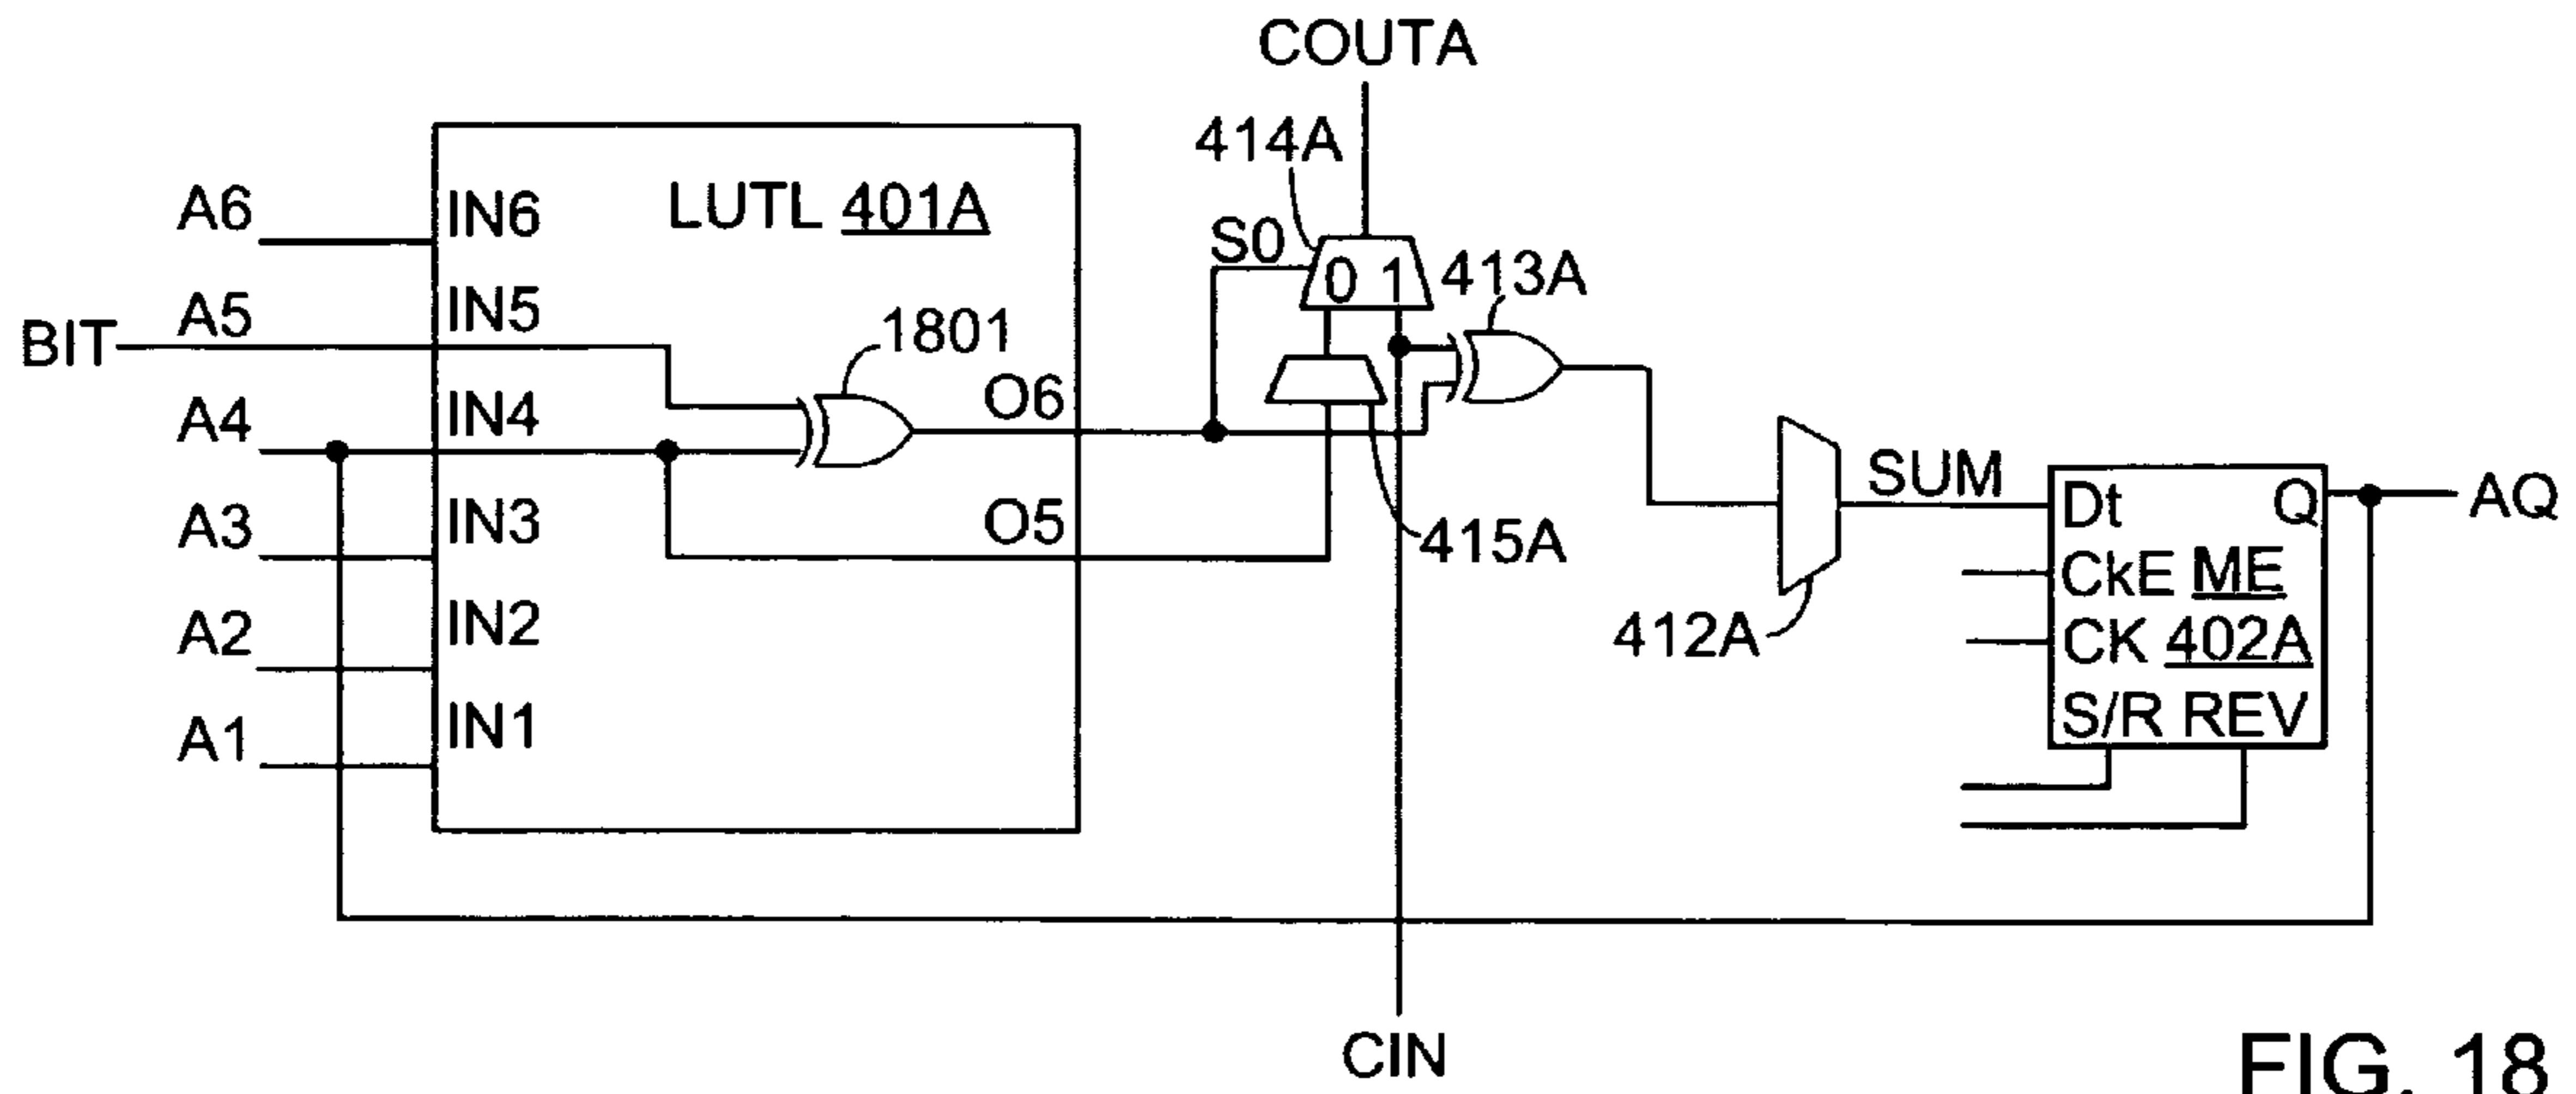 COUTA
414A
A6
IN6
LUTL 401A
S0
0 1
413A
A5
IN5
BIT
1801
A4
IN4
O6
SUM
Dt
Q
AQ
A3
IN3
O5
415A
CkE ME
A2
IN2
412A
CK 402A
A1
IN1
S/R REV
CIN
FIG. 18